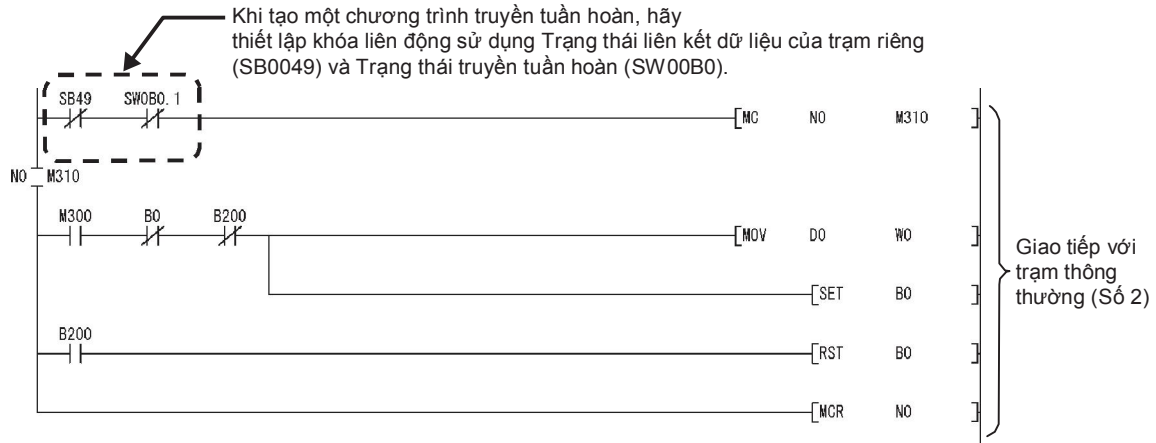 Khi tạo một chương trình truyền tuần hoàn, hãy
thiết lập khóa liên động sử dụng Trạng thái liên kết dữ liệu của trạm riêng
(SB0049) và Trạng thái truyền tuần hoàn (SW00B0).
SB49 SW0B0.1
[MC N0 M310 ]
N0 M310
M300 B0 B200
[MOV D0 W0 ]
Giao tiếp với
trạm thông
thường (Số 2)
[SET B0 ]
B200
[RST B0 ]
[MCR N0 ]